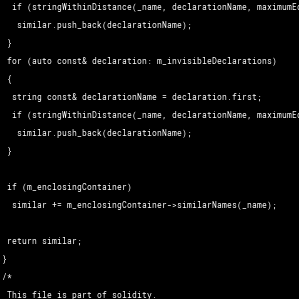 if (stringWithinDistance(_name, declarationName, maximumEd
similar.push_back(declarationName);
}
for (auto const& declaration: m_invisibleDeclarations)
{
string const& declarationName = declaration.first;
if (stringWithinDistance(_name, declarationName, maximumEd
similar.push_back(declarationName);
}
if (m_enclosingContainer)
similar += m_enclosingContainer->similarNames(_name);
return similar;
}
/*
This file is part of solidity.